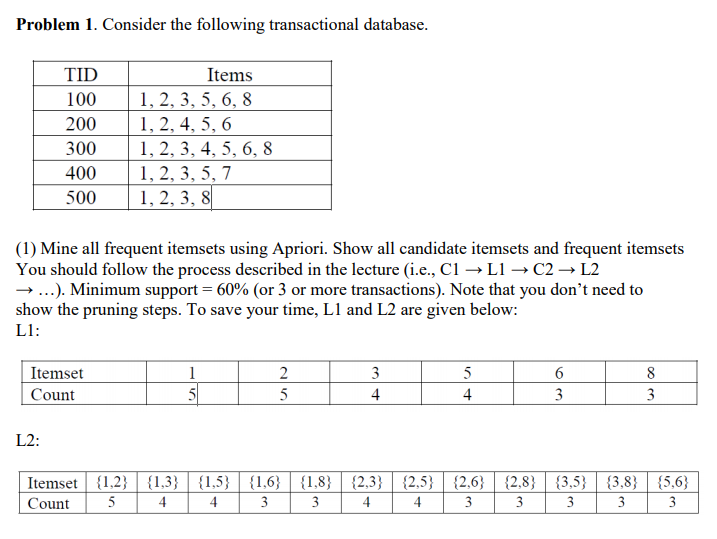 Problem 1. Consider the following transactional database.
TID Items
100 1, 2, 3, 5, 6, 8
200 1, 2, 4, 5, 6
300 1, 2, 3, 4, 5, 6, 8
400 1, 2, 3, 5, 7
500 1, 2, 3, 8
(1) Mine all frequent itemsets using Apriori. Show all candidate itemsets and frequent itemsets
You should follow the process described in the lecture (i.e., C1 → L1 → C2 → L2
→ …). Minimum support = 60% (or 3 or more transactions). Note that you don’t need to
show the pruning steps. To save your time, L1 and L2 are given below:
L1:
Itemset 1 2 3 5 6 8
Count 5 5 4 4 3 3
L2:
Itemset {1,2} {1,3} {1,5} {1,6} {1,8} {2,3} {2,5} {2,6} {2,8} {3,5} {3,8} {5,6}
Count 5 4 4 3 3 4 4 3 3 3 3 3